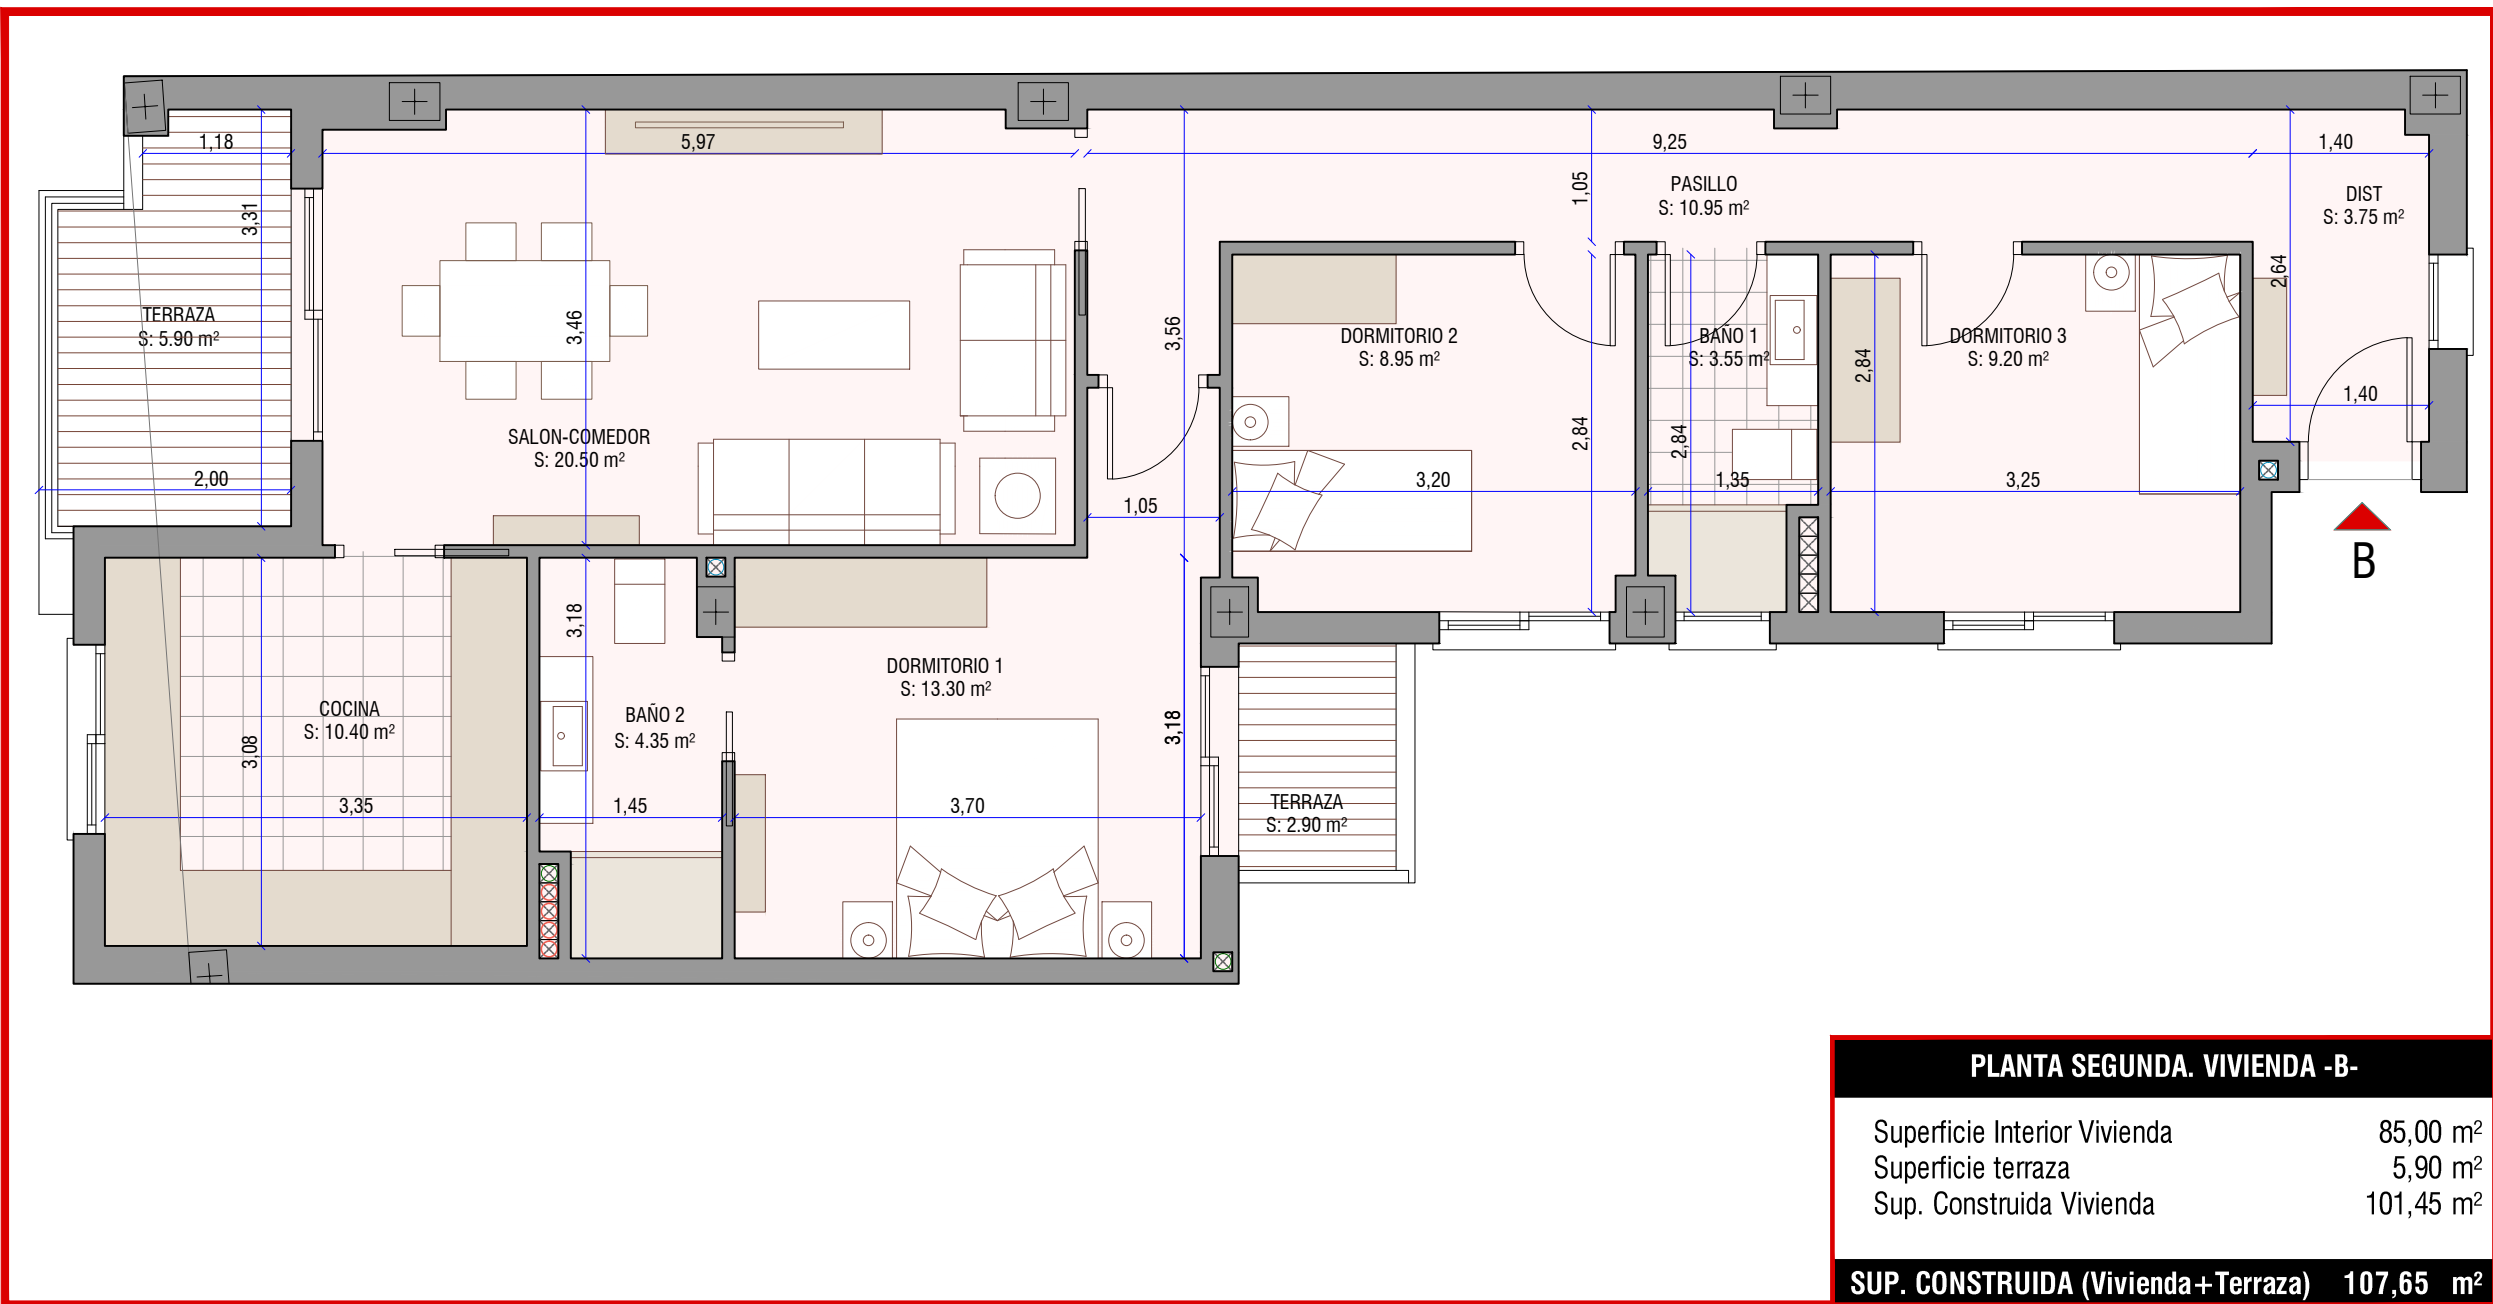 1,18
5,97
9,25
1,40
3,31
1,05
PASILLO
S: 10.95 m²
DIST
S: 3.75 m²
2,64
TERRAZA
S: 5.90 m²
3,46
3,56
DORMITORIO 2
S: 8.95 m²
BAÑO 1
S: 3.55 m²
DORMITORIO 3
S: 9.20 m²
2,84
1,40
SALON-COMEDOR
S: 20.50 m²
2,84
2,84
2,00
1,05
3,20
1,35
3,25
B
3,18
DORMITORIO 1
S: 13.30 m²
COCINA
S: 10.40 m²
BAÑO 2
S: 4.35 m²
3,08
3,18
3,35
1,45
3,70
TERRAZA
S: 2.90 m²
PLANTA SEGUNDA. VIVIENDA -B-
Superficie Interior Vivienda 85,00 m²
Superficie terraza 5,90 m²
Sup. Construida Vivienda 101,45 m²
SUP. CONSTRUIDA (Vivienda+Terraza) 107,65 m²